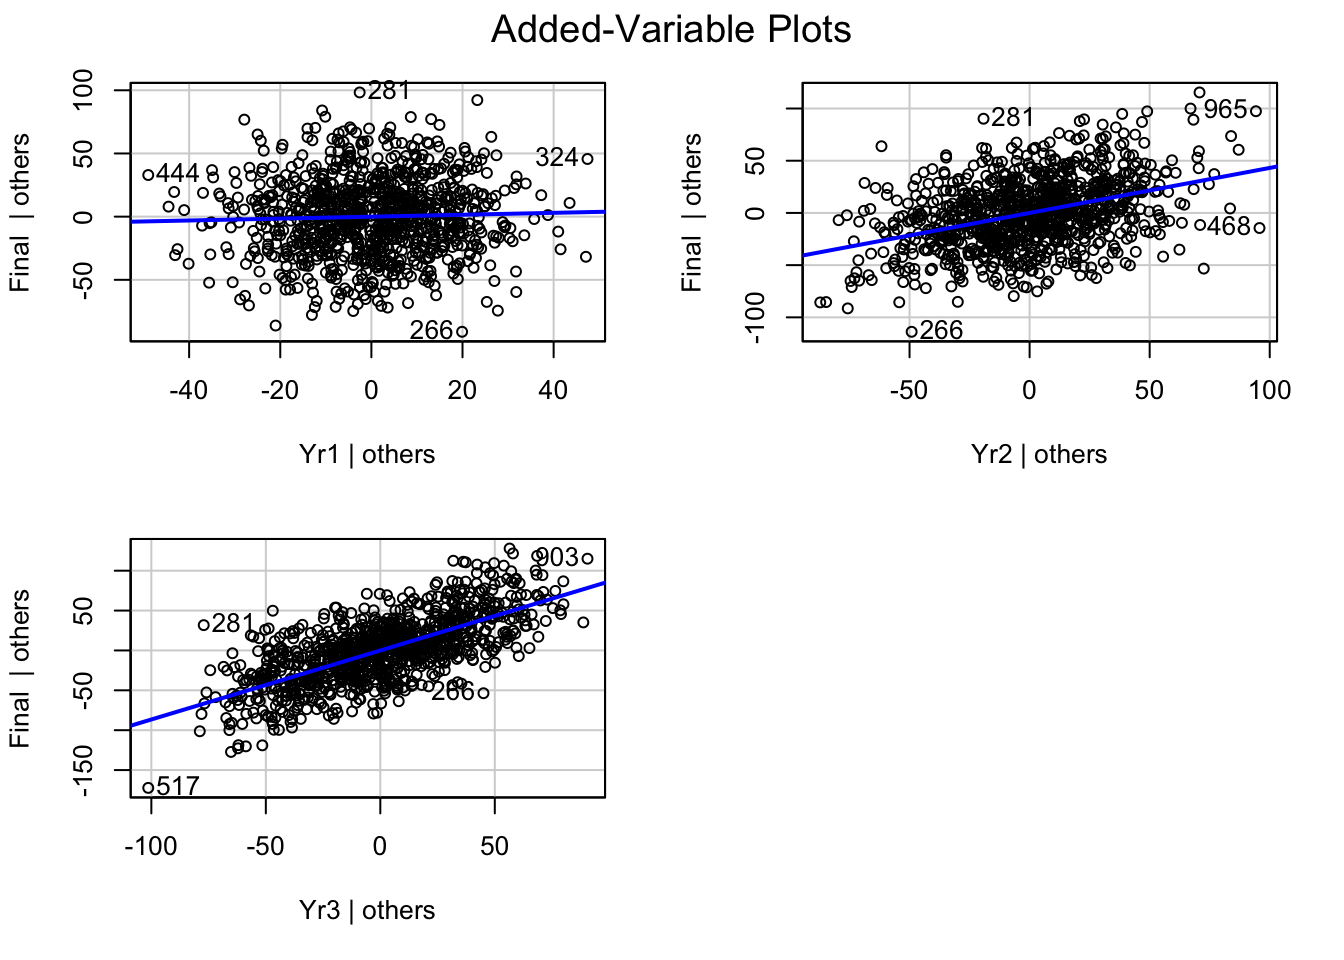 Added-Variable Plots
Final | others
100
50
0
-50
281
444
324
266
-40 -20 0 20 40
Yr1 | others
Final | others
50
0
-100
281
965
468
266
-50 0 50 100
Yr2 | others
Final | others
50
-50
-150
903
281
266
517
-100 -50 0 50
Yr3 | others